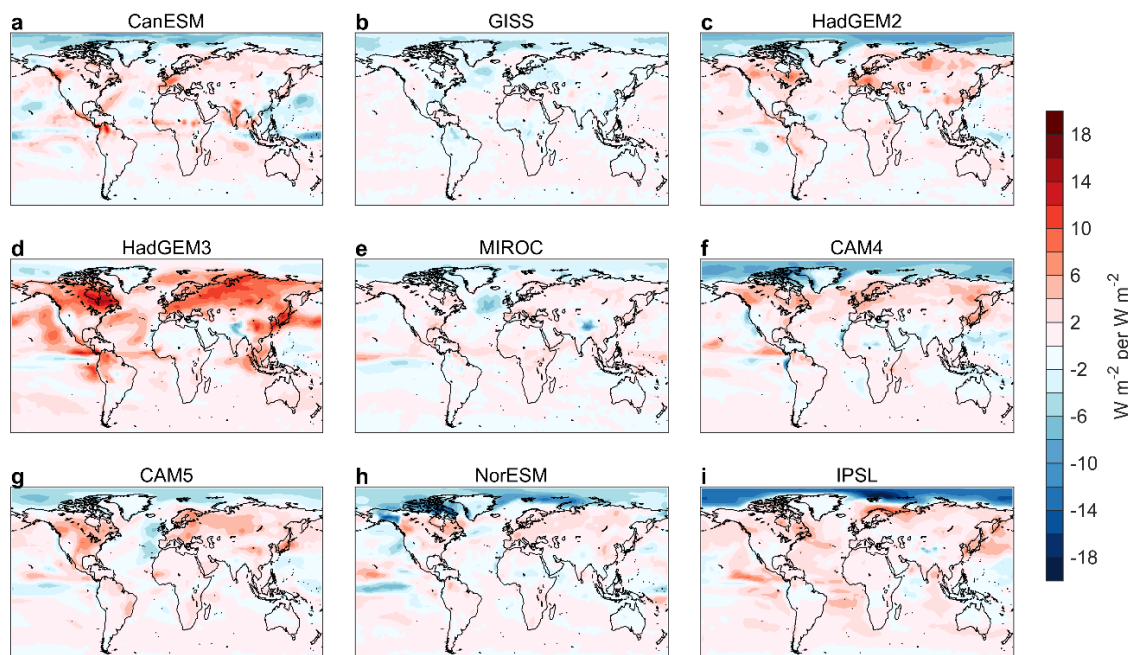 a CanESM
b GISS
c HadGEM2
d HadGEM3
e MIROC
f CAM4
g CAM5
h NorESM
i IPSL
18
14
10
6
2
-2
-6
-10
-14
-18
W m⁻² per W m⁻²